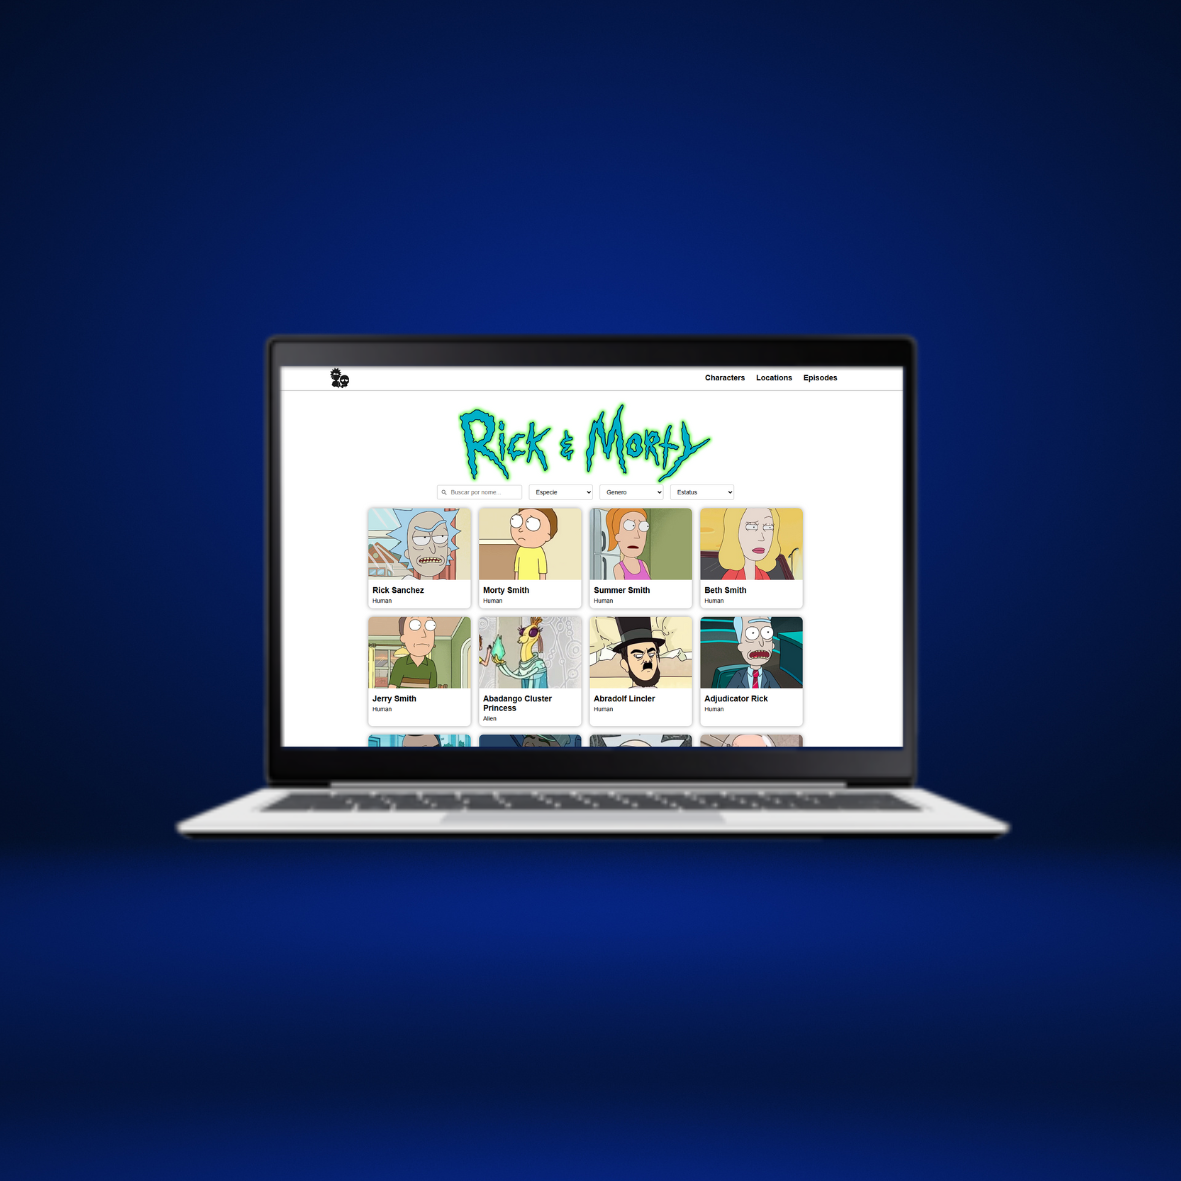 Characters Locations Episodes
Rick & Morty
Buscar por nome... Especie Genero Estatus
Rick Sanchez Morty Smith Summer Smith Beth Smith
Human Human Human Human
Jerry Smith Abadango Cluster Princess Abradolf Lincler Adjudicator Rick
Human Alien Human Human